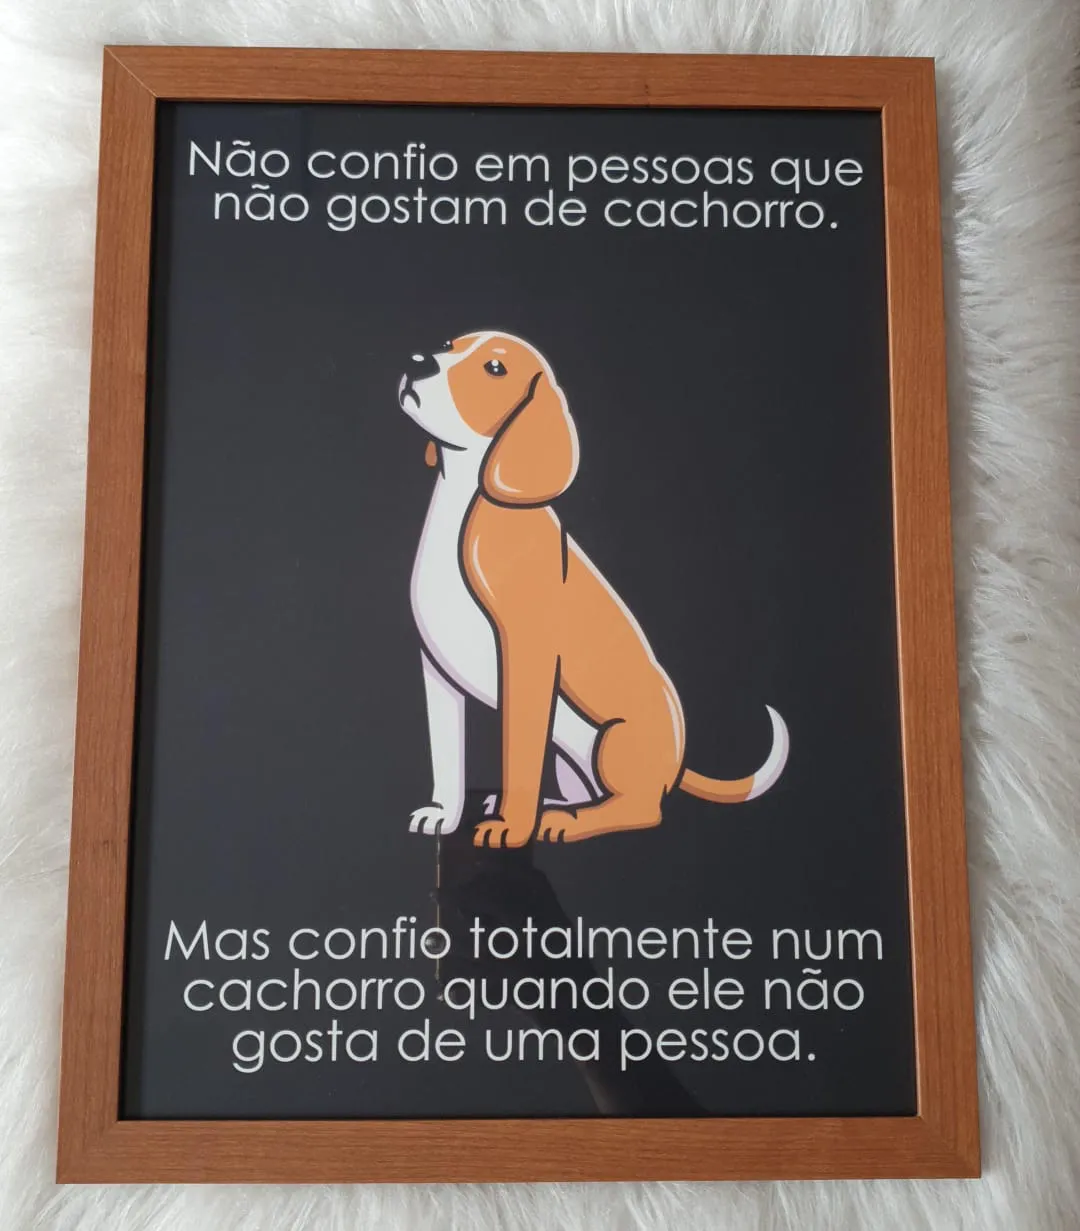 Não confio em pessoas que
não gostam de cachorro.
Mas confio totalmente num
cachorro quando ele não
gosta de uma pessoa.